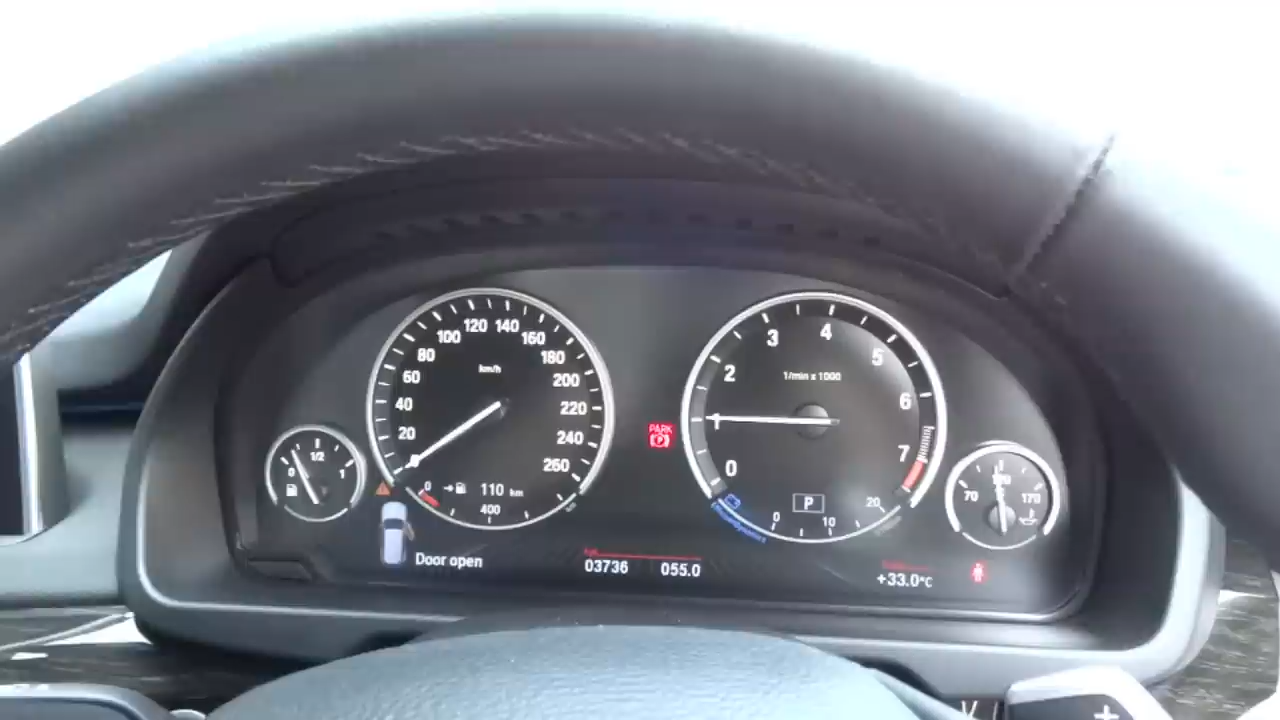 120 140
100 160
80 180
60 200
40 220
20 240
260
km/h
0 1/2 1
0 110 km
400
Door open
03736 055.0
PARK
P
3 4
2 5
1 6
0 7
1/min x 1000
P
0 10 20
EfficientDynamics
70 120 170
°C
+33.0°C
+